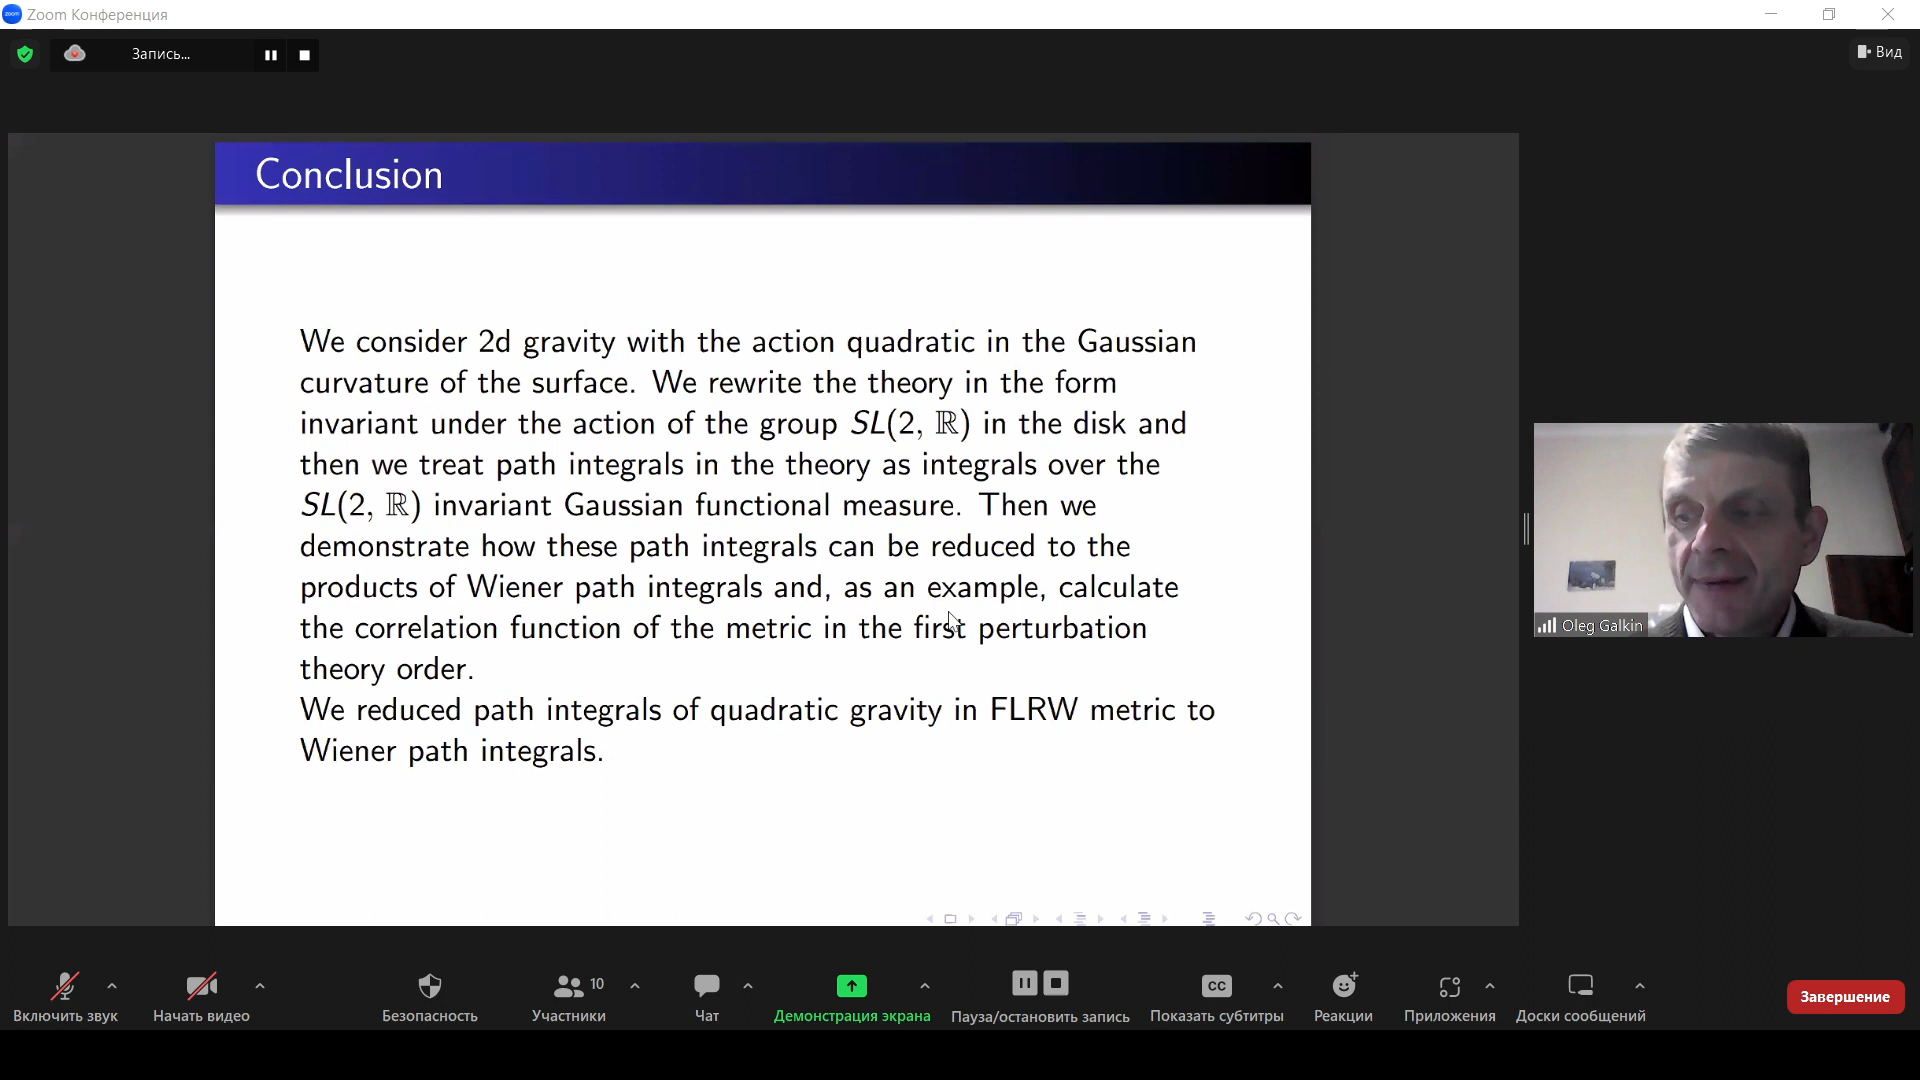 Zoom Конференция
Запись...
Вид
Conclusion
We consider 2d gravity with the action quadratic in the Gaussian
curvature of the surface. We rewrite the theory in the form
invariant under the action of the group SL(2, ℝ) in the disk and
then we treat path integrals in the theory as integrals over the
SL(2, ℝ) invariant Gaussian functional measure. Then we
demonstrate how these path integrals can be reduced to the
products of Wiener path integrals and, as an example, calculate
the correlation function of the metric in the first perturbation
theory order.
We reduced path integrals of quadratic gravity in FLRW metric to
Wiener path integrals.
Oleg Galkin
10
CC
Включить звук
Начать видео
Безопасность
Участники
Чат
Демонстрация экрана
Пауза/остановить запись
Показать субтитры
Реакции
Приложения
Доски сообщений
Завершение